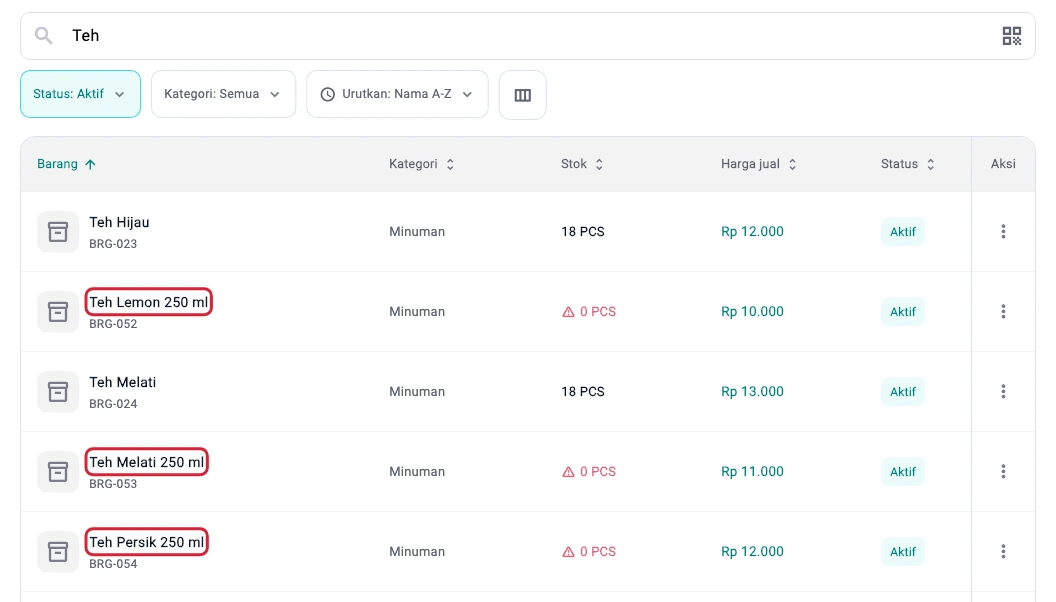 Teh
Status: Aktif
Kategori: Semua
Urutkan: Nama A-Z
Barang Kategori Stok Harga jual Status Aksi
Teh Hijau
BRG-023
Minuman 18 PCS Rp 12.000 Aktif
Teh Lemon 250 ml
BRG-052
Minuman 0 PCS Rp 10.000 Aktif
Teh Melati
BRG-024
Minuman 18 PCS Rp 13.000 Aktif
Teh Melati 250 ml
BRG-053
Minuman 0 PCS Rp 11.000 Aktif
Teh Persik 250 ml
BRG-054
Minuman 0 PCS Rp 12.000 Aktif